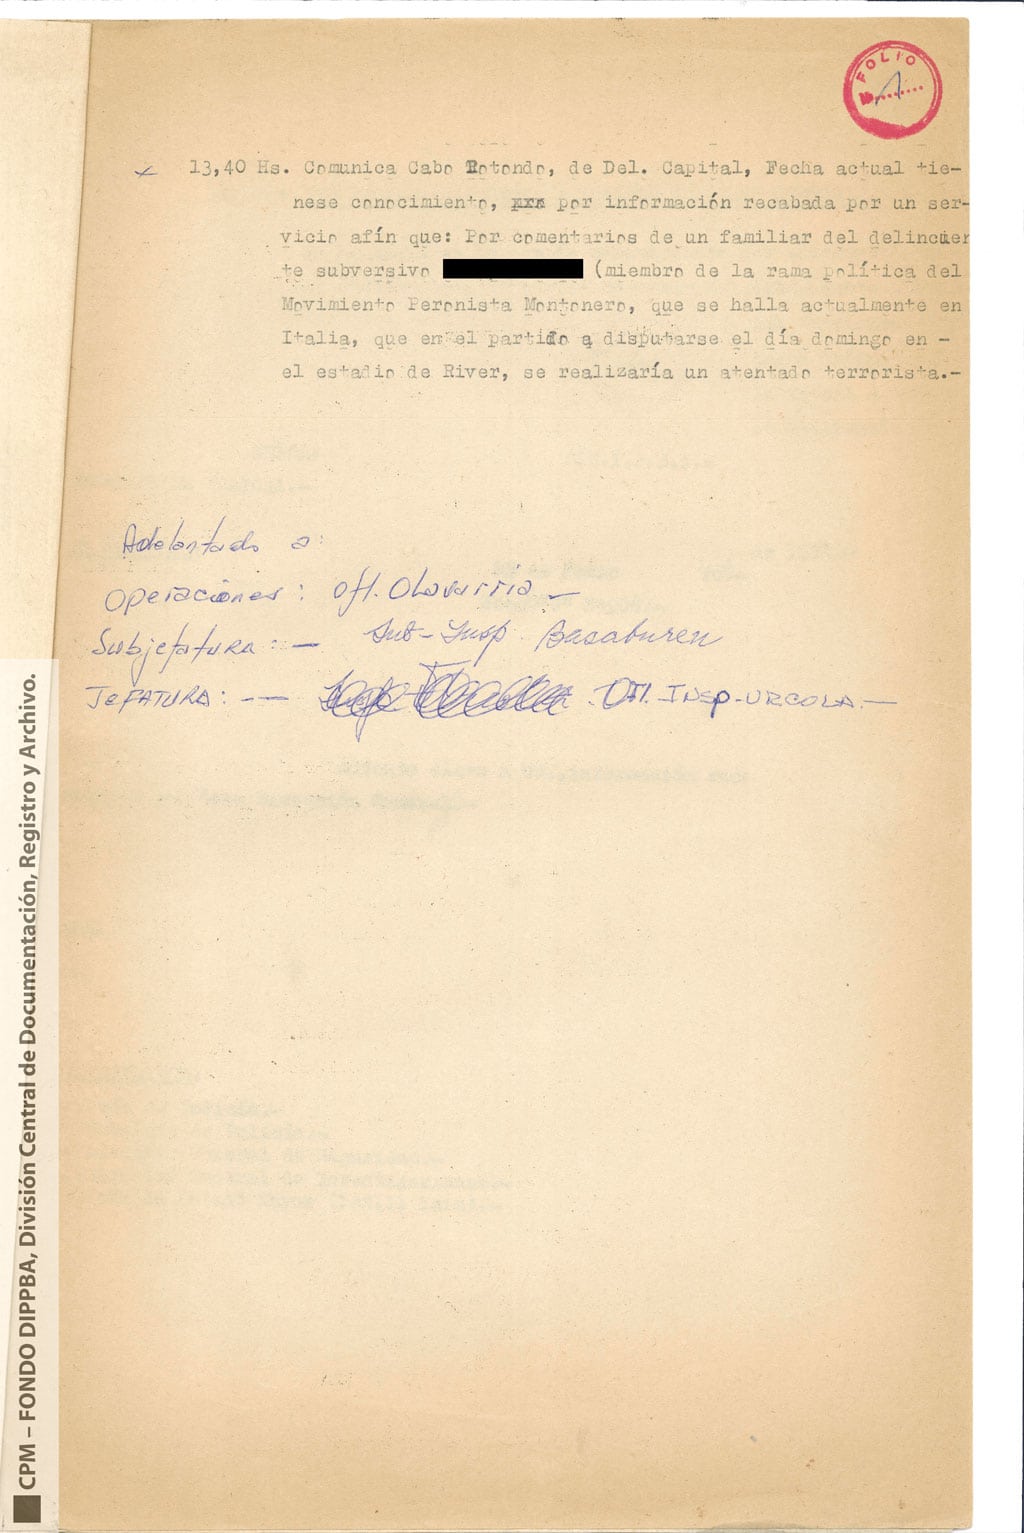 FOLIO
13,40 Hs. Comunica Cabo Rotondo, de Del. Capital, Fecha actual tie-
nese conocimiento, por información recabada por un ser-
vicio afín que: Por comentarios de un familiar del delincuen
te subversivo (miembro de la rama política del
Movimiento Peronista Montonero, que se halla actualmente en
Italia, que en el partido a disputarse el día domingo en -
el estadio de River, se realizaría un atentado terrorista.-
Adelantado a:
Operaciones: Ofl. Olavarria -
Subjefatura: - Sub-Insp. Basaburen
JeFATURA: -- Ofl. INSP-URCOLA.-
CPM – FONDO DIPPBA, División Central de Documentación, Registro y Archivo.